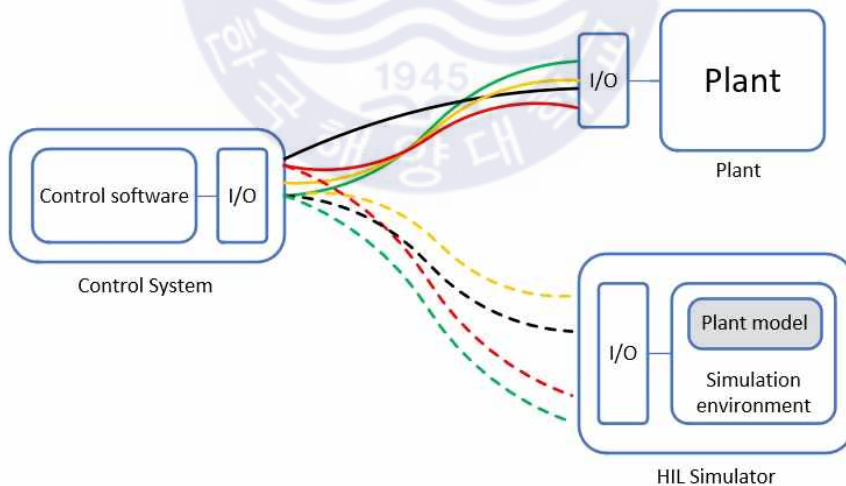 1945
I/O
Plant
Plant
Control software
I/O
Control System
I/O
Plant model
Simulation
environment
HIL Simulator